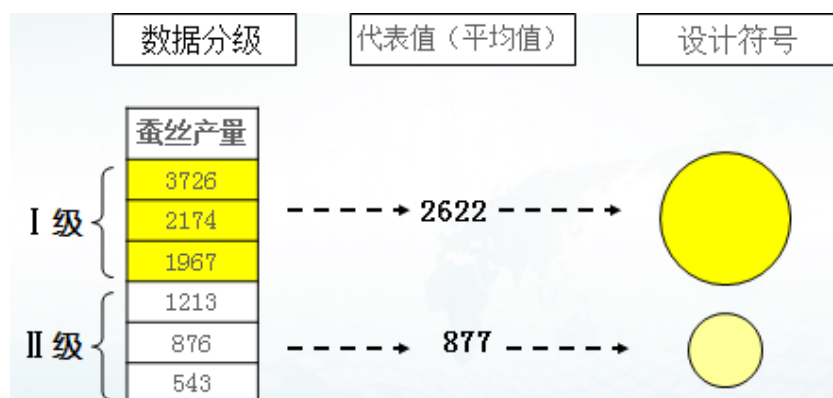 数据分级
代表值（平均值）
设计符号
蚕丝产量
3726
2174
1967
1213
876
543
Ⅰ级
Ⅱ级
2622
877